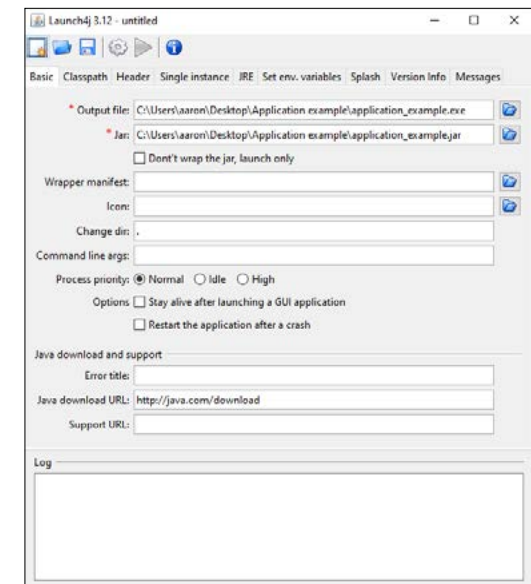 Launch4j 3.12 - untitled
Basic Classpath Header Single instance JRE Set env. variables Splash Version Info Messages
* Output file: C:\Users\aaron\Desktop\Application example\application_example.exe
* Jar: C:\Users\aaron\Desktop\Application example\application_example.jar
Dont't wrap the jar, launch only
Wrapper manifest:
Icon:
Change dir: .
Command line args:
Process priority: Normal Idle High
Options Stay alive after launching a GUI application
Restart the application after a crash
Java download and support
Error title:
Java download URL: http://java.com/download
Support URL:
Log